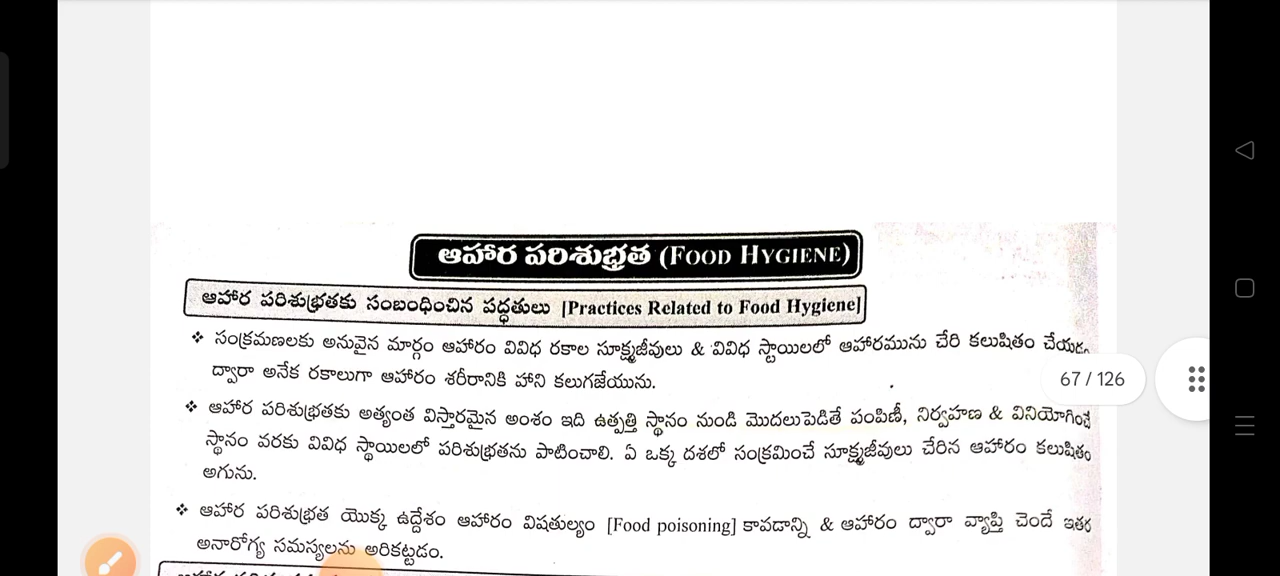 ఆహార పరిశుభ్రత (FOOD HYGIENE)
ఆహార పరిశుభ్రతకు సంబంధించిన పద్ధతులు [Practices Related to Food Hygiene]
❖ సంక్రమణలకు అనువైన మార్గం ఆహారం వివిధ రకాల సూక్ష్మజీవులు & వివిధ స్టాయిలలో ఆహారమును చేరి కలుషితం చేయడం
ద్వారా అనేక రకాలుగా ఆహారం శరీరానికి హాని కలుగజేయును.
67 / 126
❖ ఆహార పరిశుభ్రతకు అత్యంత విస్తారమైన అంశం ఇది ఉత్పత్తి స్థానం నుండి మొదలుపెడితే పంపిణీ, నిర్వహణ & వినియోగించే
స్థానం వరకు వివిధ స్థాయిలలో పరిశుభ్రతను పాటించాలి. ఏ ఒక్క దశలో సంక్రమించే సూక్ష్మజీవులు చేరిన ఆహారం కలుషితం
అగును.
❖ ఆహార పరిశుభ్రత యొక్క ఉద్దేశం ఆహారం విషతుల్యం [Food poisoning] కావడాన్ని & ఆహారం ద్వారా వ్యాప్తి చెందే ఇతర
అనారోగ్య సమస్యలను అరికట్టడం.